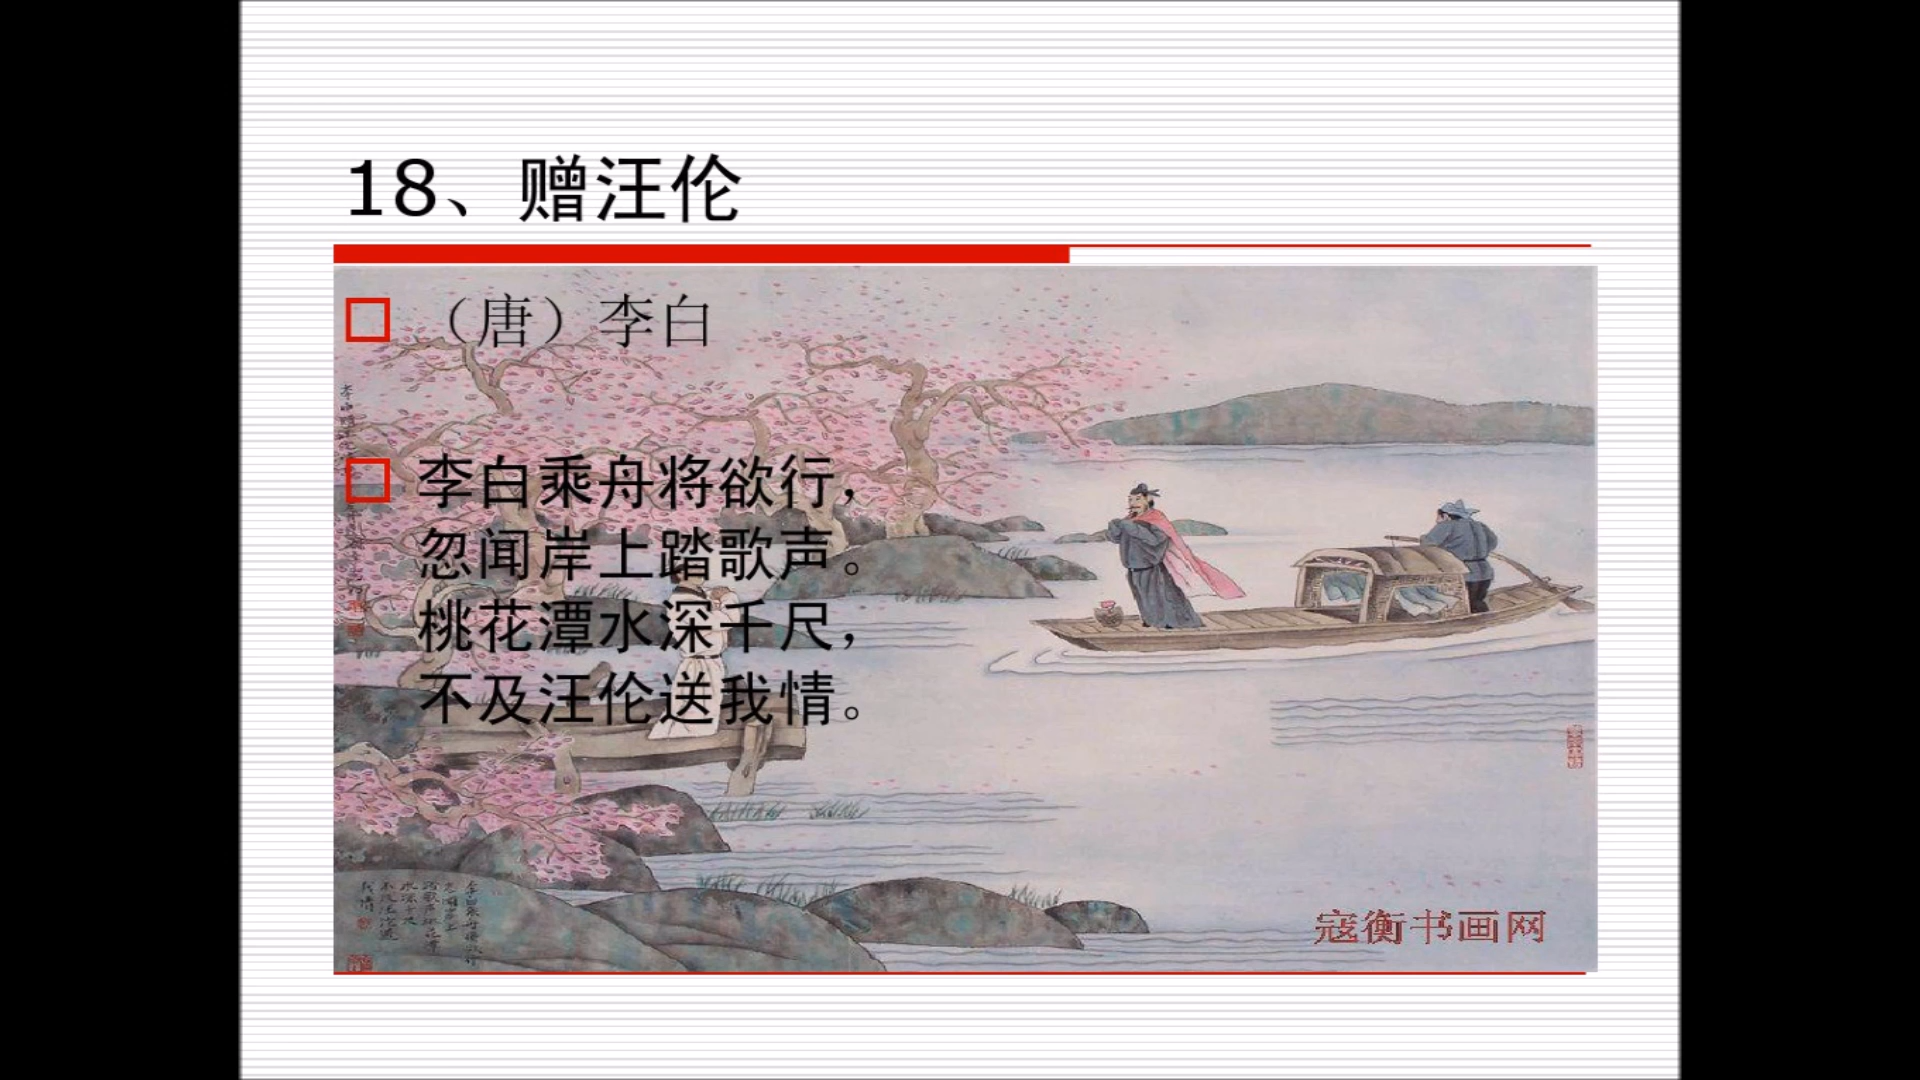 18、赠汪伦
（唐）李白
李白乘舟将欲行，
忽闻岸上踏歌声。
桃花潭水深千尺，
不及汪伦送我情。
寇衡书画网